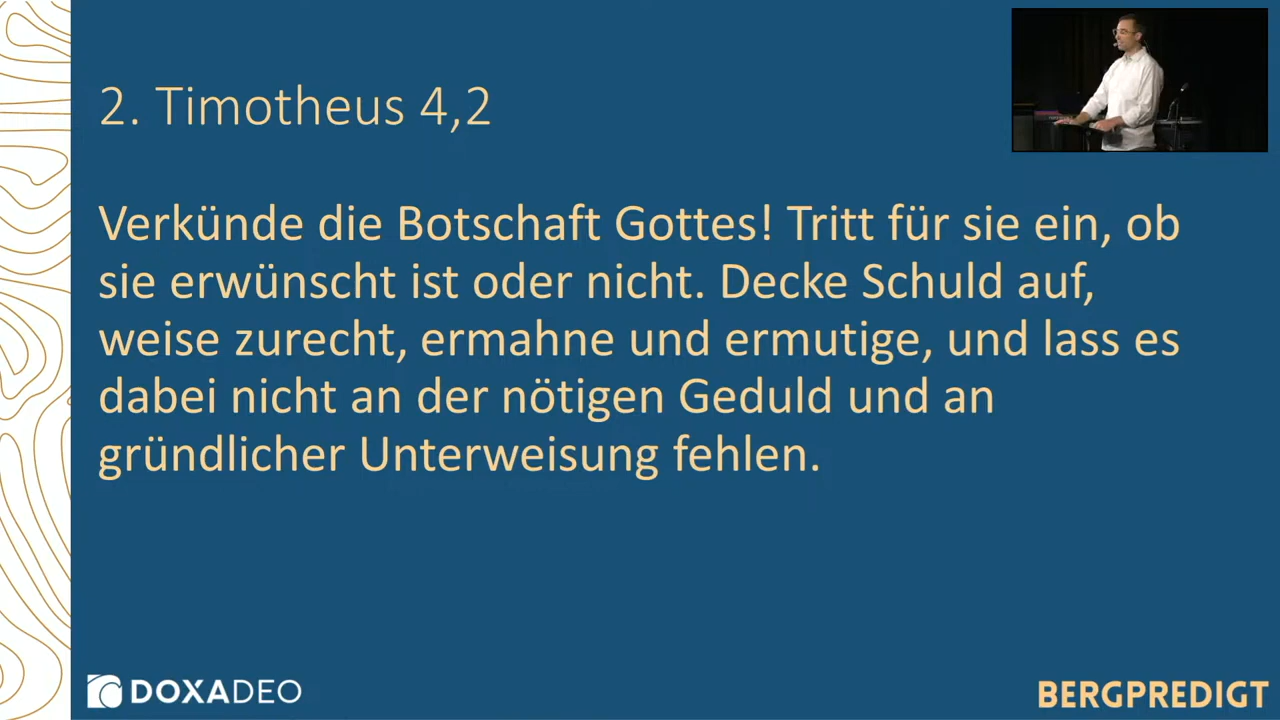 2. Timotheus 4,2
Verkünde die Botschaft Gottes! Tritt für sie ein, ob
sie erwünscht ist oder nicht. Decke Schuld auf,
weise zurecht, ermahne und ermutige, und lass es
dabei nicht an der nötigen Geduld und an
gründlicher Unterweisung fehlen.
DOXADEO
BERGPREDIGT